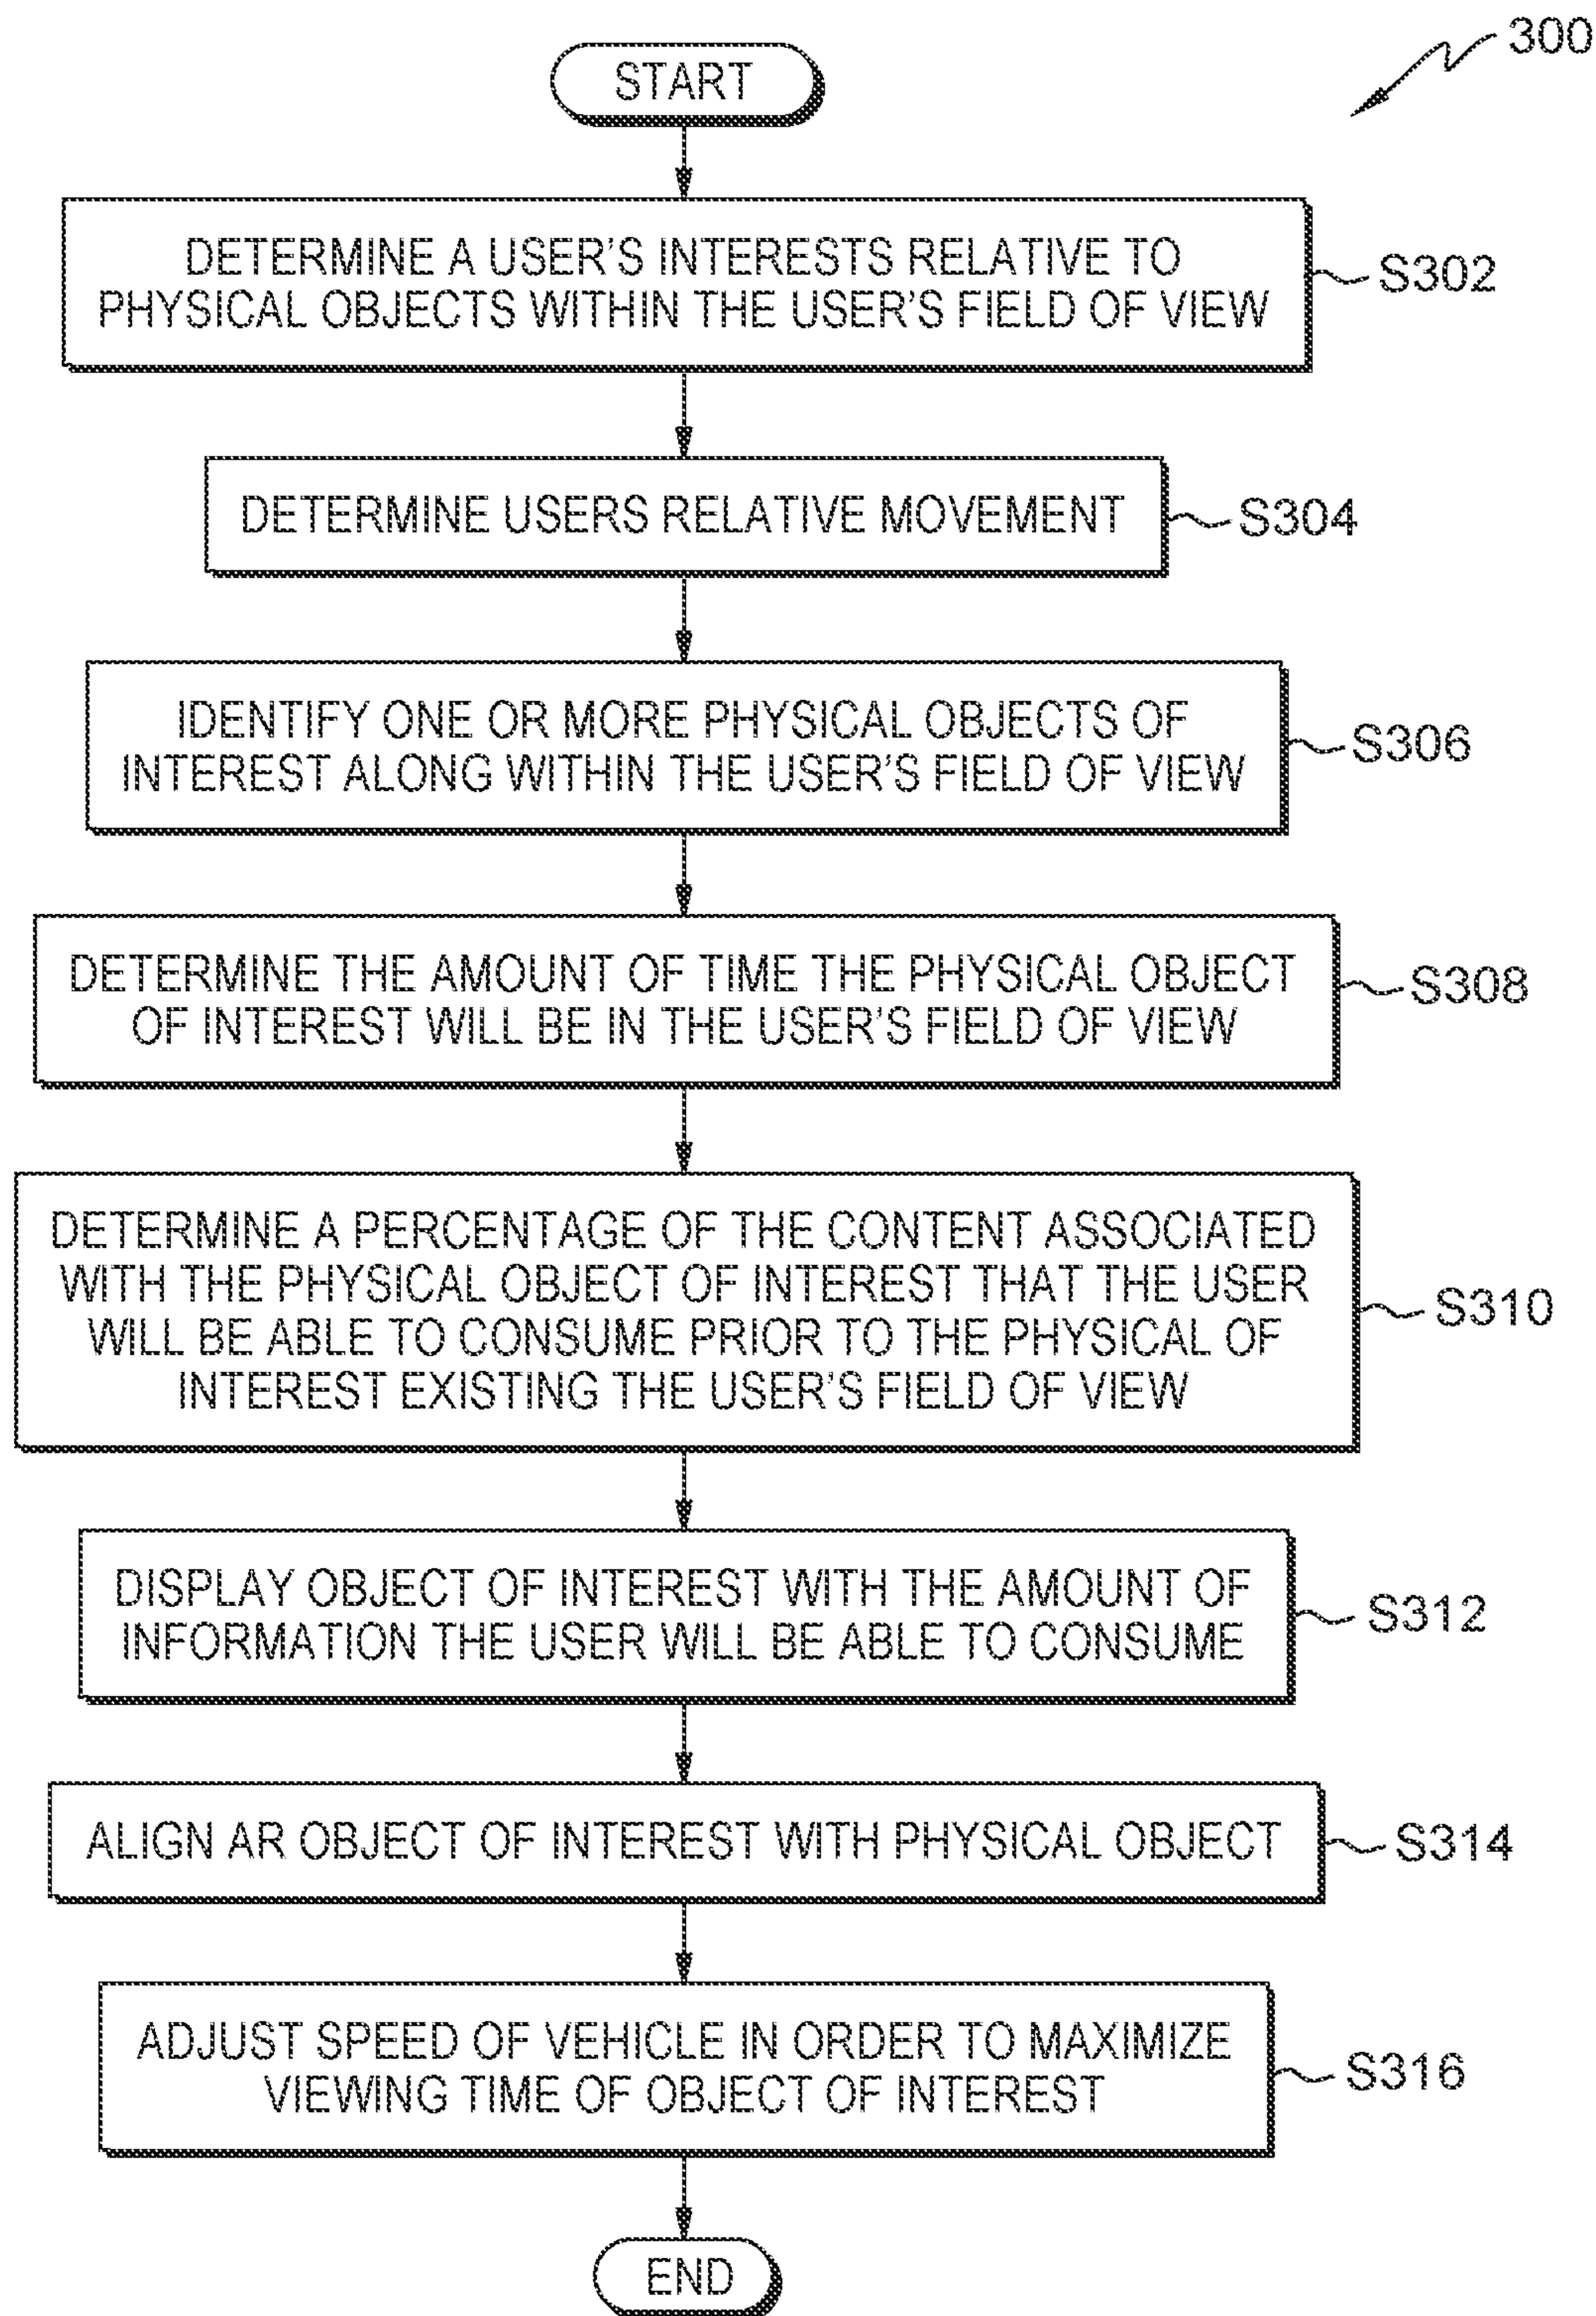 300
START
DETERMINE A USER'S INTERESTS RELATIVE TO
PHYSICAL OBJECTS WITHIN THE USER'S FIELD OF VIEW
S302
DETERMINE USERS RELATIVE MOVEMENT
S304
IDENTIFY ONE OR MORE PHYSICAL OBJECTS OF
INTEREST ALONG WITHIN THE USER'S FIELD OF VIEW
S306
DETERMINE THE AMOUNT OF TIME THE PHYSICAL OBJECT
OF INTEREST WILL BE IN THE USER'S FIELD OF VIEW
S308
DETERMINE A PERCENTAGE OF THE CONTENT ASSOCIATED
WITH THE PHYSICAL OBJECT OF INTEREST THAT THE USER
WILL BE ABLE TO CONSUME PRIOR TO THE PHYSICAL OF
INTEREST EXISTING THE USER'S FIELD OF VIEW
S310
DISPLAY OBJECT OF INTEREST WITH THE AMOUNT OF
INFORMATION THE USER WILL BE ABLE TO CONSUME
S312
ALIGN AR OBJECT OF INTEREST WITH PHYSICAL OBJECT
S314
ADJUST SPEED OF VEHICLE IN ORDER TO MAXIMIZE
VIEWING TIME OF OBJECT OF INTEREST
S316
END